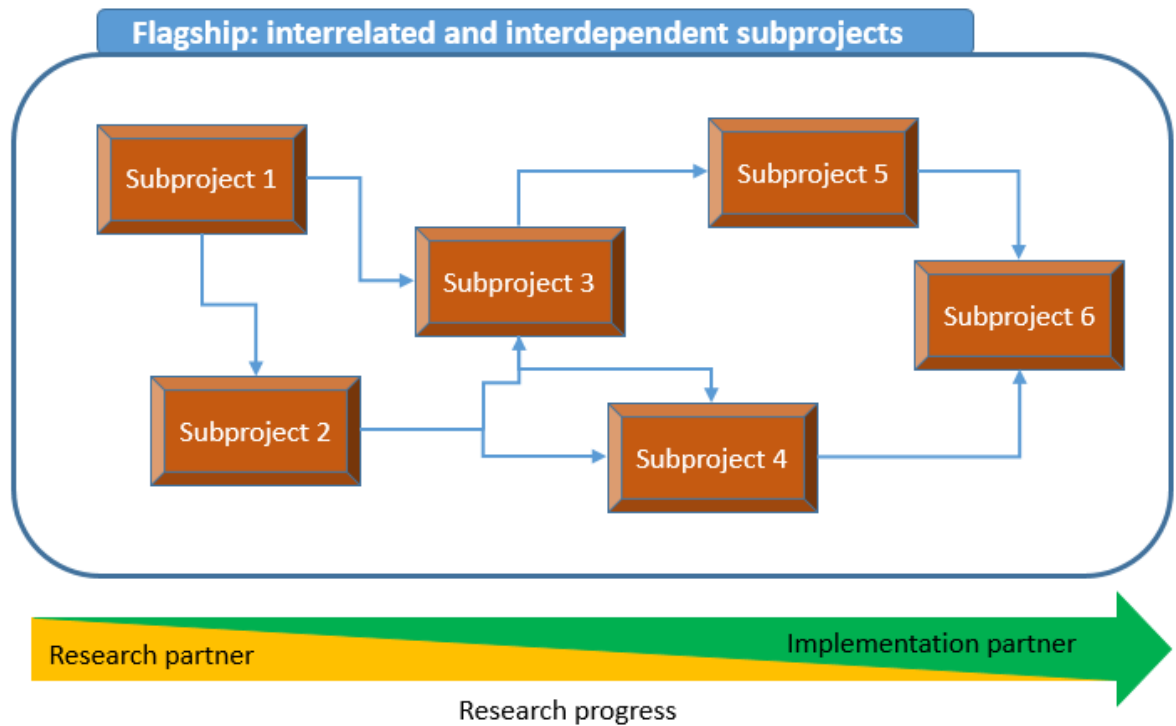 Flagship: interrelated and interdependent subprojects
Subproject 1
Subproject 5
Subproject 3
Subproject 6
Subproject 2
Subproject 4
Implementation partner
Research partner
Research progress